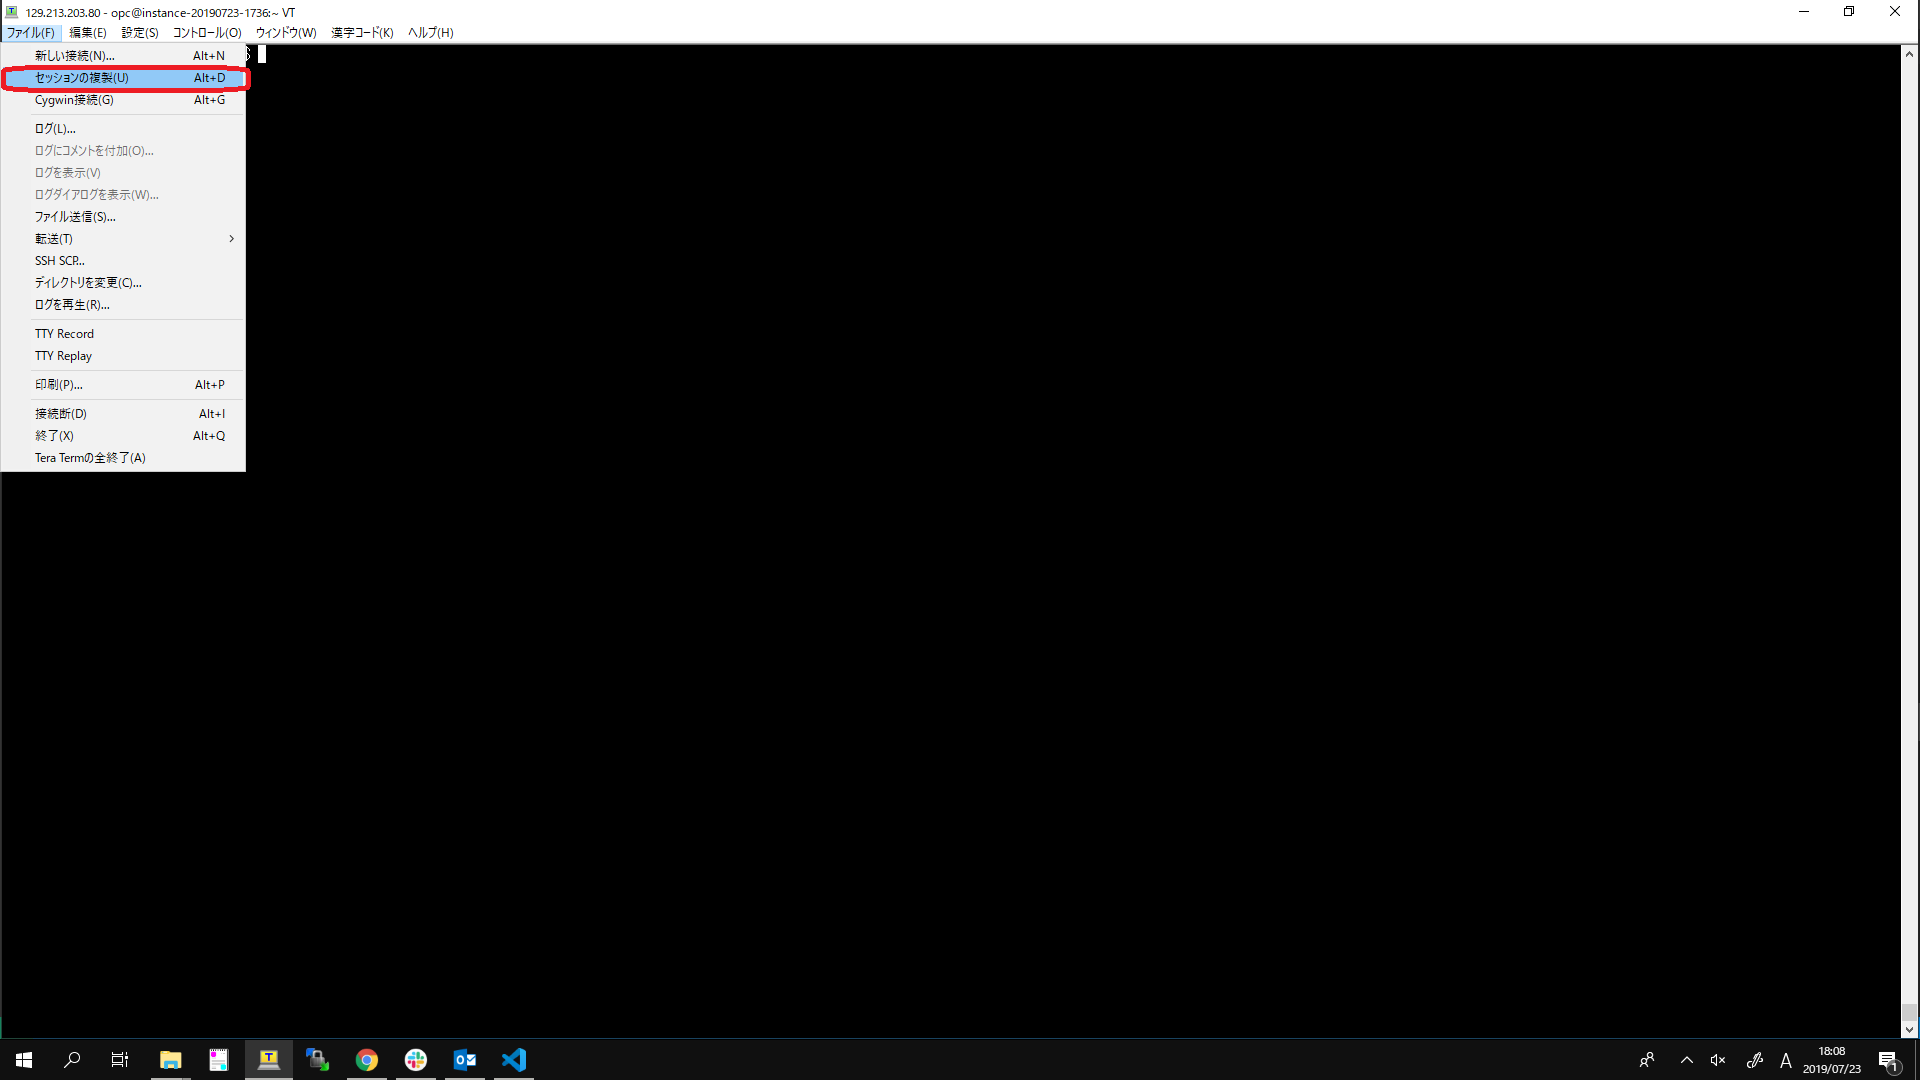 129.213.203.80 - opc@instance-20190723-1736:~ VT
ファイル(F) 編集(E) 設定(S) コントロール(O) ウィンドウ(W) 漢字コード(K) ヘルプ(H)
新しい接続(N)... Alt+N
セッションの複製(U) Alt+D
Cygwin接続(G) Alt+G
ログ(L)...
ログにコメントを付加(O)...
ログを表示(V)
ログダイアログを表示(W)...
ファイル送信(S)...
転送(T)
SSH SCP...
ディレクトリを変更(C)...
ログを再生(R)...
TTY Record
TTY Replay
印刷(P)... Alt+P
接続断(D) Alt+I
終了(X) Alt+Q
Tera Termの全終了(A)
A
18:08
2019/07/23
1